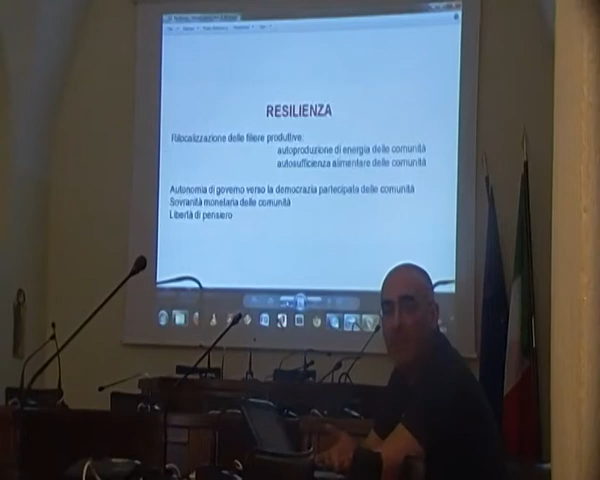 RESILIENZA
Rilocalizzazione delle filiere produttive:
autoproduzione di energia delle comunità
autosufficienza alimentare delle comunità
Autonomia di governo verso la democrazia partecipata delle comunità
Sovranità monetaria delle comunità
Libertà di pensiero